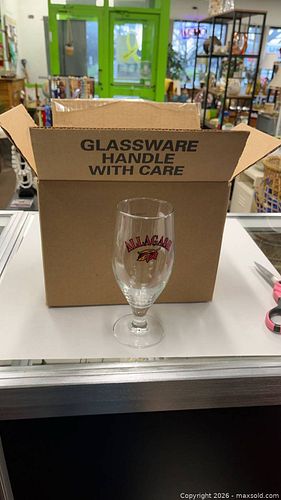 GLASSWARE
HANDLE
WITH CARE
ALLAGASH
Copyright 2026 - maxsold.com